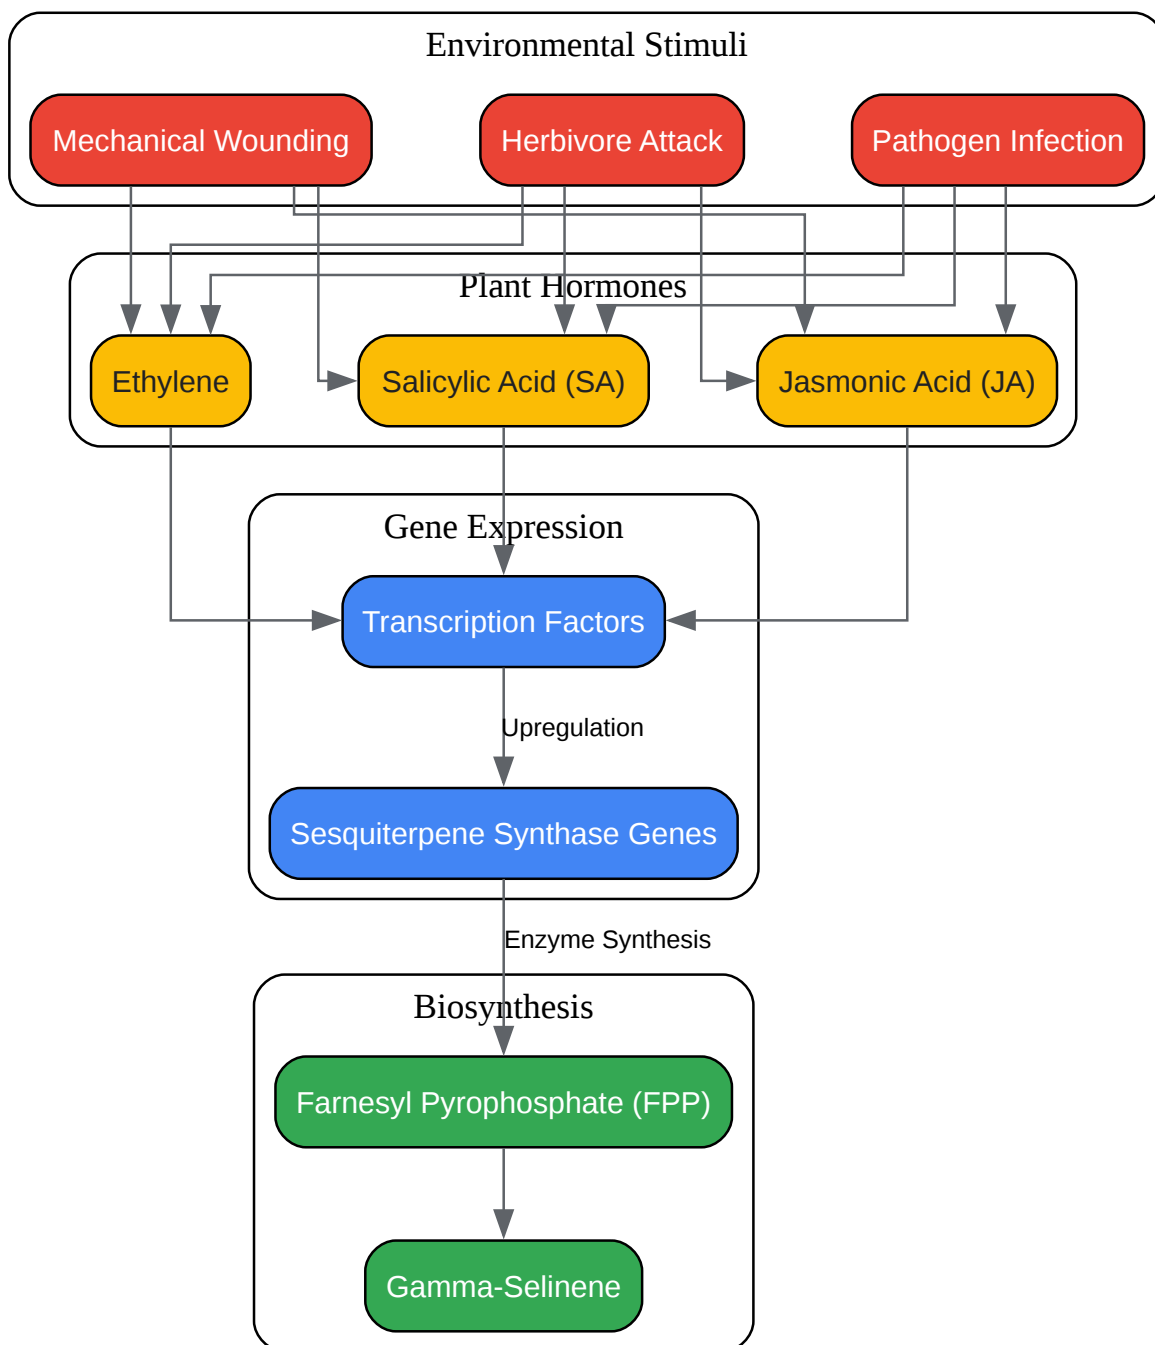 Environmental Stimuli
Mechanical Wounding
Herbivore Attack
Pathogen Infection
Plant Hormones
Ethylene
Salicylic Acid (SA)
Jasmonic Acid (JA)
Gene Expression
Transcription Factors
Upregulation
Sesquiterpene Synthase Genes
Enzyme Synthesis
Biosynthesis
Farnesyl Pyrophosphate (FPP)
Gamma-Selinene